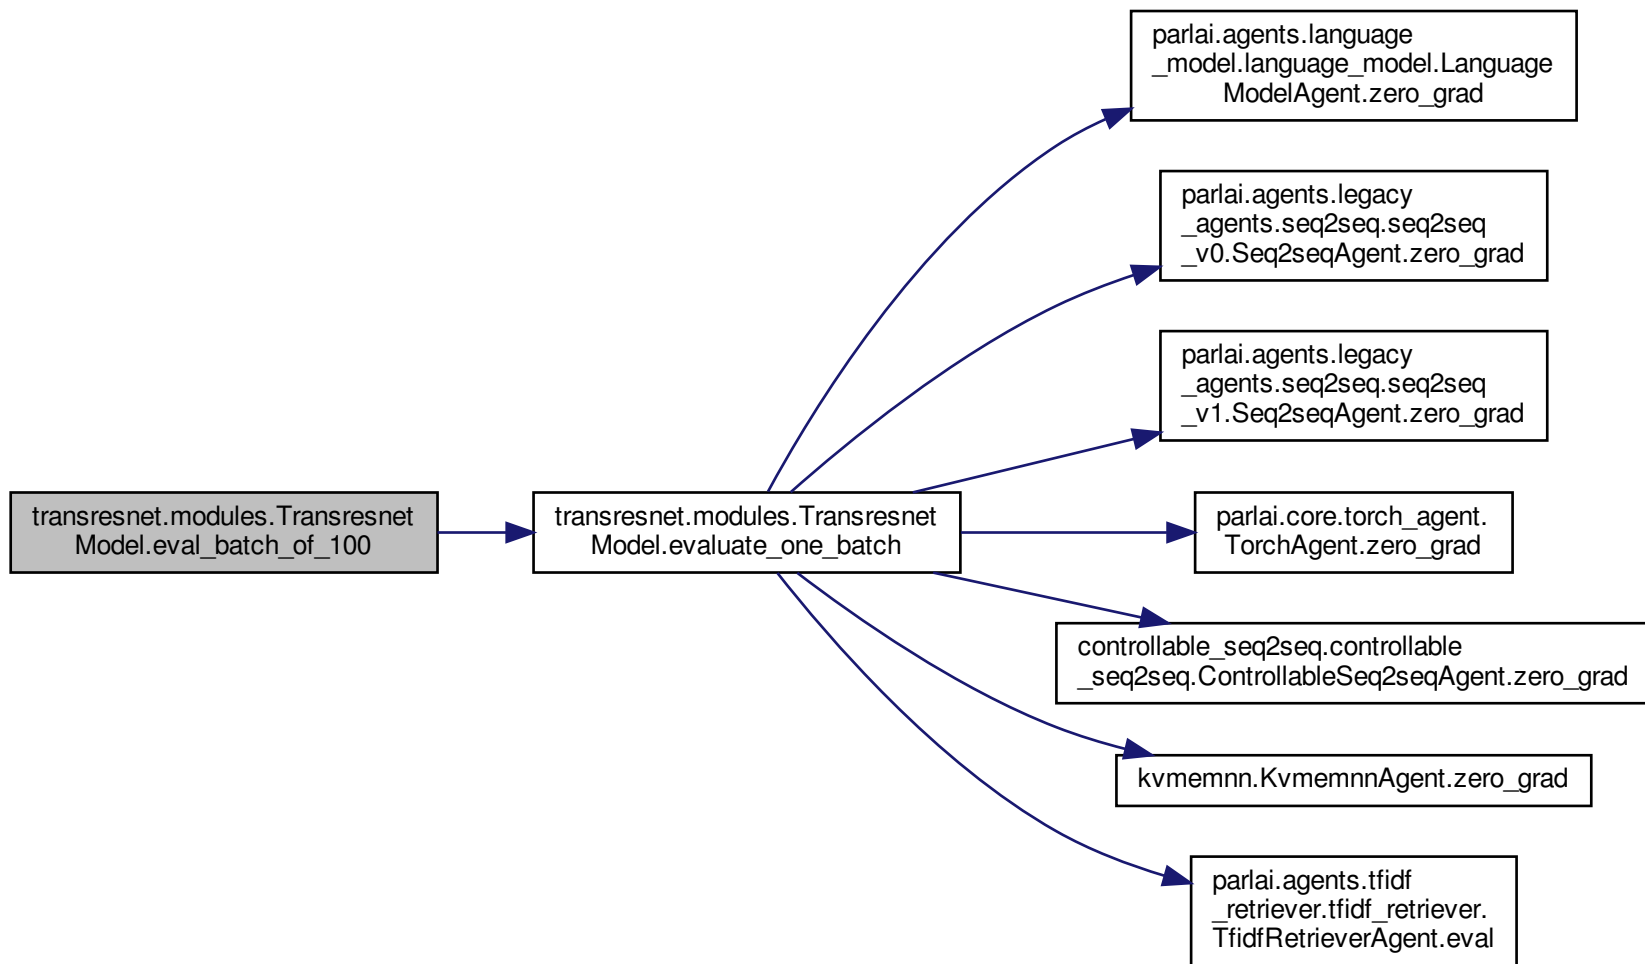 transresnet.modules.Transresnet
Model.eval_batch_of_100
transresnet.modules.Transresnet
Model.evaluate_one_batch
parlai.agents.language
_model.language_model.Language
ModelAgent.zero_grad
parlai.agents.legacy
_agents.seq2seq.seq2seq
_v0.Seq2seqAgent.zero_grad
parlai.agents.legacy
_agents.seq2seq.seq2seq
_v1.Seq2seqAgent.zero_grad
parlai.core.torch_agent.
TorchAgent.zero_grad
controllable_seq2seq.controllable
_seq2seq.ControllableSeq2seqAgent.zero_grad
kvmemnn.KvmemnnAgent.zero_grad
parlai.agents.tfidf
_retriever.tfidf_retriever.
TfidfRetrieverAgent.eval